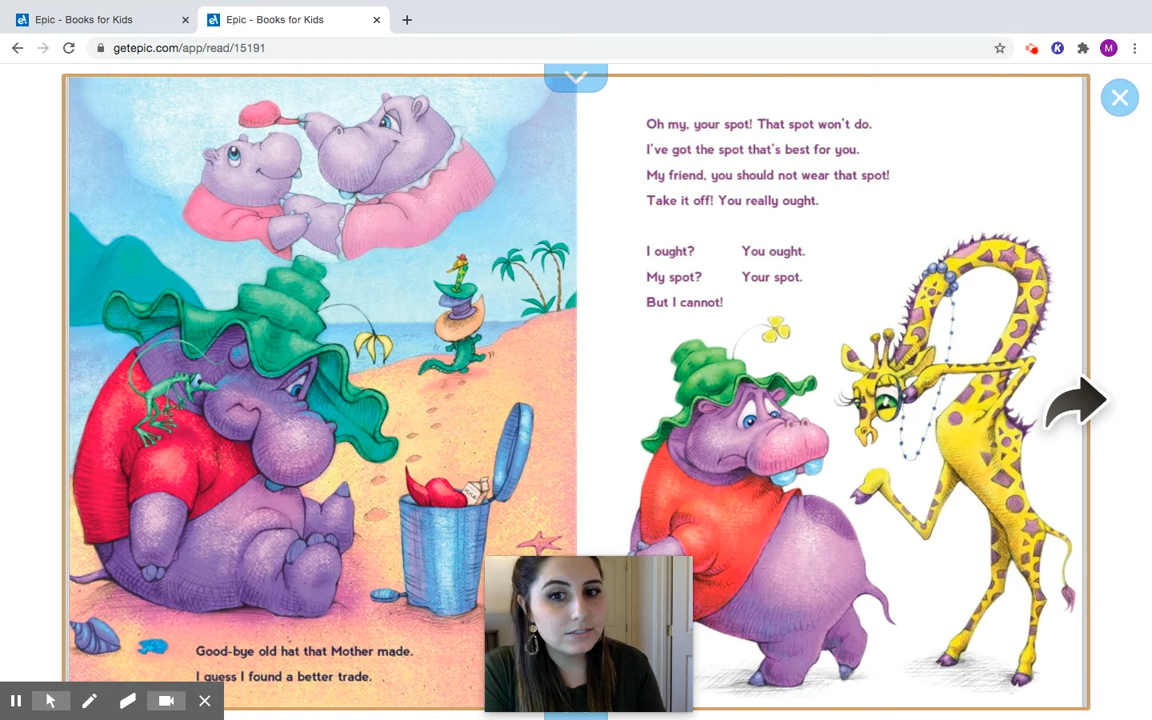 Epic - Books for Kids
Epic - Books for Kids
getepic.com/app/read/15191
M
MILK
Good-bye old hat that Mother made.
I guess I found a better trade.
Oh my, your spot! That spot won't do.
I've got the spot that's best for you.
My friend, you should not wear that spot!
Take it off! You really ought.
I ought? You ought.
My spot? Your spot.
But I cannot!